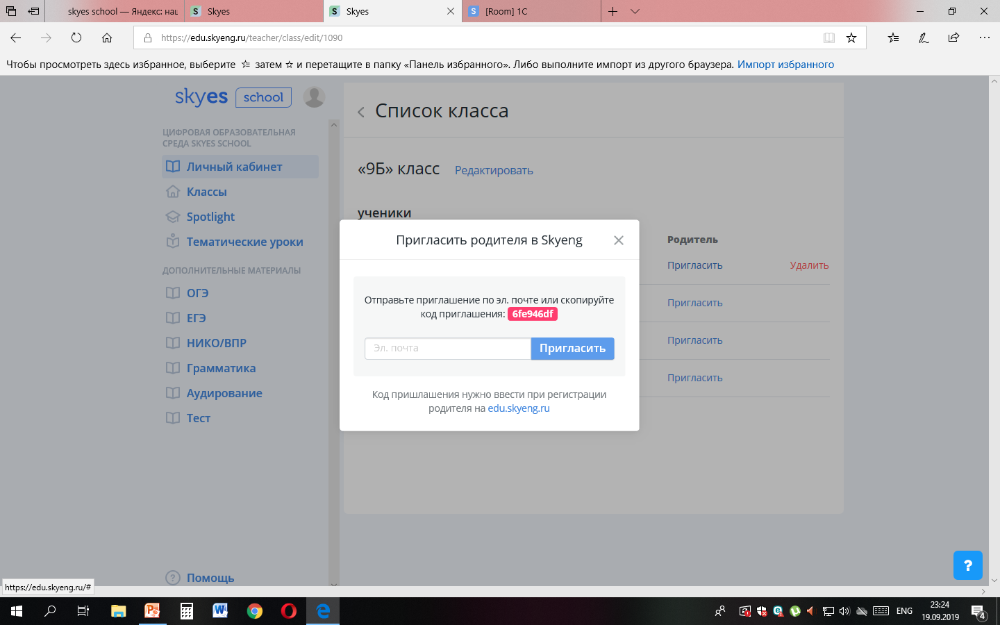 skyes school — Яндекс: наш
Skyes
Skyes
[Room] 1C
https://edu.skyeng.ru/teacher/class/edit/1090
Чтобы просмотреть здесь избранное, выберите затем и перетащите в папку «Панель избранного». Либо выполните импорт из другого браузера. Импорт избранного
skyes school
ЦИФРОВАЯ ОБРАЗОВАТЕЛЬНАЯ
СРЕДА SKYES SCHOOL
Личный кабинет
Классы
Spotlight
Тематические уроки
ДОПОЛНИТЕЛЬНЫЕ МАТЕРИАЛЫ
ОГЭ
ЕГЭ
НИКО/ВПР
Грамматика
Аудирование
Тест
Помощь
Список класса
«9Б» класс Редактировать
ученики
Родитель
Пригласить Удалить
Пригласить
Пригласить
Пригласить
Пригласить родителя в Skyeng
Отправьте приглашение по эл. почте или скопируйте
код приглашения: 6fe946df
Эл. почта Пригласить
Код пришлашения нужно ввести при регистрации
родителя на edu.skyeng.ru
?
https://edu.skyeng.ru/#
ENG
23:24
19.09.2019
4